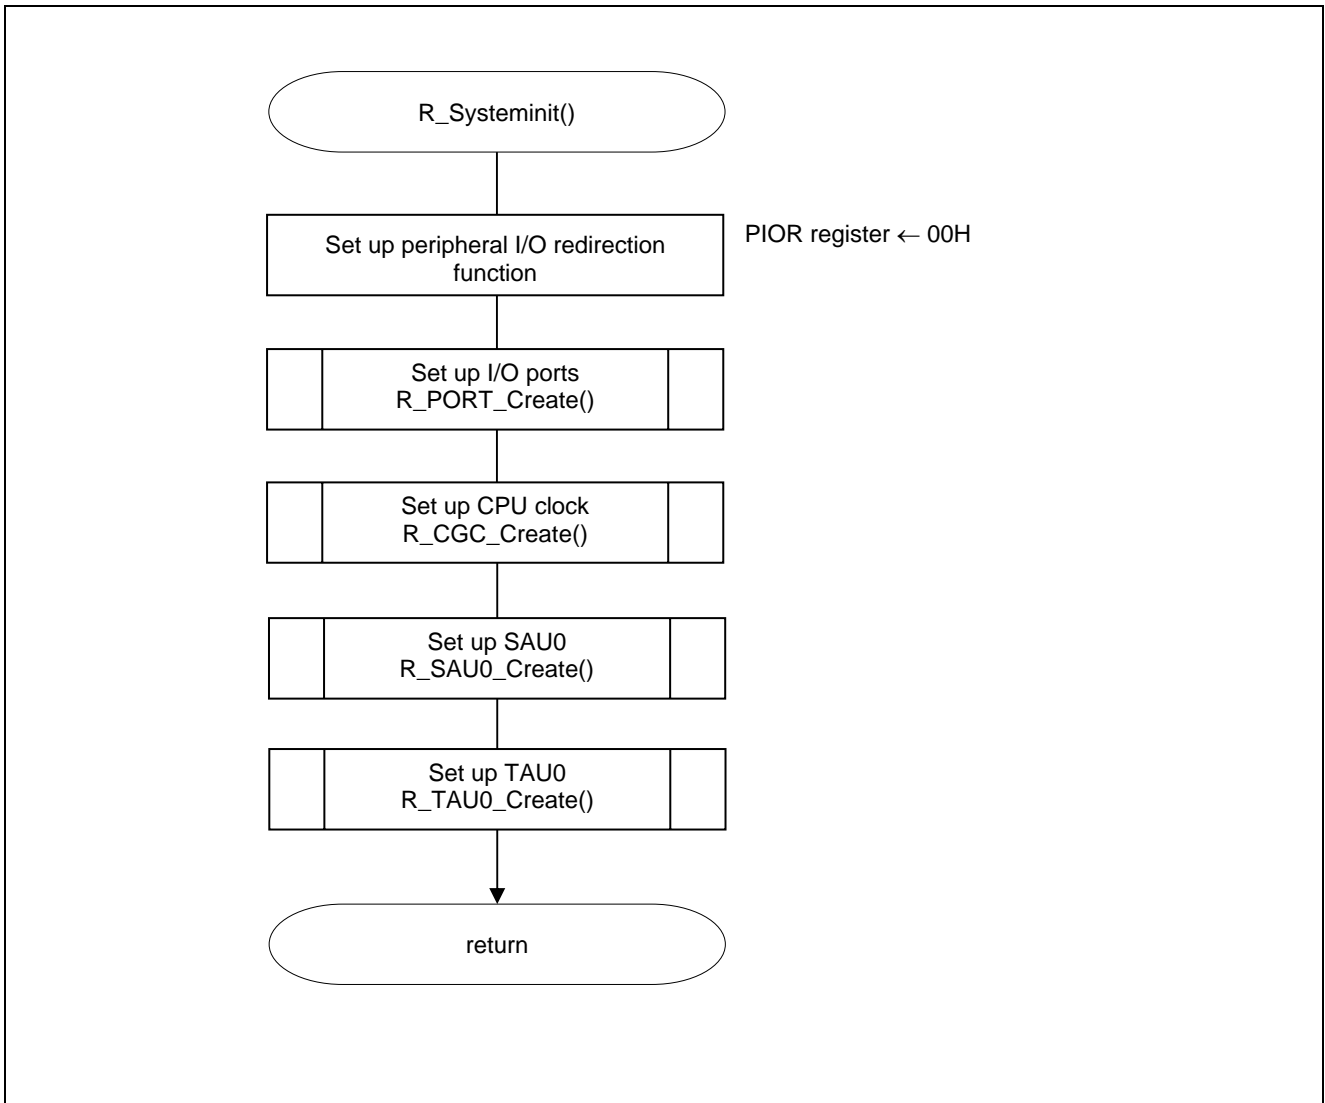 R_Systeminit()
Set up peripheral I/O redirection
function
PIOR register ← 00H
Set up I/O ports
R_PORT_Create()
Set up CPU clock
R_CGC_Create()
Set up SAU0
R_SAU0_Create()
Set up TAU0
R_TAU0_Create()
return